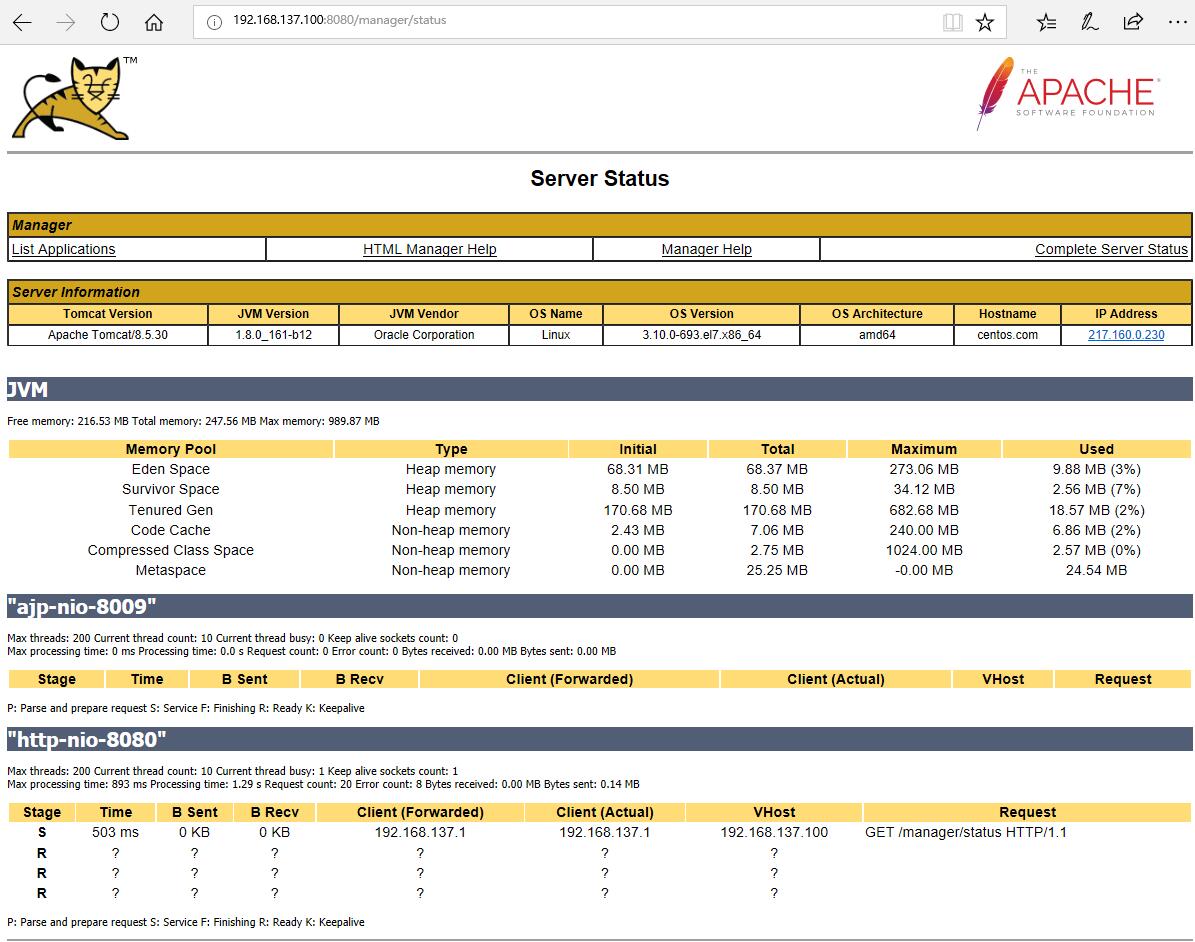 192.168.137.100:8080/manager/status
TM
THE
APACHE
SOFTWARE FOUNDATION
Server Status
Manager
List Applications HTML Manager Help Manager Help Complete Server Status
Server Information
Tomcat Version JVM Version JVM Vendor OS Name OS Version OS Architecture Hostname IP Address
Apache Tomcat/8.5.30 1.8.0_161-b12 Oracle Corporation Linux 3.10.0-693.el7.x86_64 amd64 centos.com 217.160.0.230
JVM
Free memory: 216.53 MB Total memory: 247.56 MB Max memory: 989.87 MB
Memory Pool Type Initial Total Maximum Used
Eden Space Heap memory 68.31 MB 68.37 MB 273.06 MB 9.88 MB (3%)
Survivor Space Heap memory 8.50 MB 8.50 MB 34.12 MB 2.56 MB (7%)
Tenured Gen Heap memory 170.68 MB 170.68 MB 682.68 MB 18.57 MB (2%)
Code Cache Non-heap memory 2.43 MB 7.06 MB 240.00 MB 6.86 MB (2%)
Compressed Class Space Non-heap memory 0.00 MB 2.75 MB 1024.00 MB 2.57 MB (0%)
Metaspace Non-heap memory 0.00 MB 25.25 MB -0.00 MB 24.54 MB
"ajp-nio-8009"
Max threads: 200 Current thread count: 10 Current thread busy: 0 Keep alive sockets count: 0
Max processing time: 0 ms Processing time: 0.0 s Request count: 0 Error count: 0 Bytes received: 0.00 MB Bytes sent: 0.00 MB
Stage Time B Sent B Recv Client (Forwarded) Client (Actual) VHost Request
P: Parse and prepare request S: Service F: Finishing R: Ready K: Keepalive
"http-nio-8080"
Max threads: 200 Current thread count: 10 Current thread busy: 1 Keep alive sockets count: 1
Max processing time: 893 ms Processing time: 1.29 s Request count: 20 Error count: 8 Bytes received: 0.00 MB Bytes sent: 0.14 MB
Stage Time B Sent B Recv Client (Forwarded) Client (Actual) VHost Request
S 503 ms 0 KB 0 KB 192.168.137.1 192.168.137.1 192.168.137.100 GET /manager/status HTTP/1.1
R ? ? ? ? ? ?
R ? ? ? ? ? ?
R ? ? ? ? ? ?
P: Parse and prepare request S: Service F: Finishing R: Ready K: Keepalive